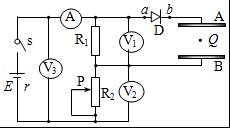 A a b A
s R₁ V₁ D • Q
V₃ B
P
E r R₂ V₂